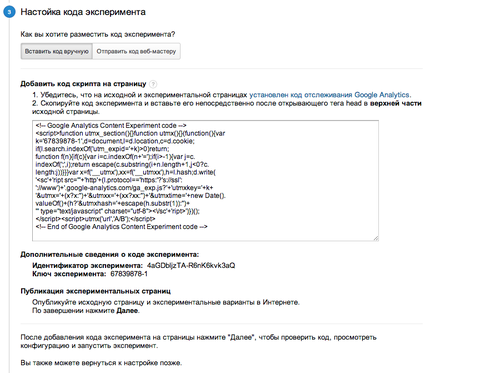 3 Настойка кода эксперимента
Как вы хотите разместить код эксперимента?
Вставить код вручную Отправить код веб-мастеру
Добавить код скрипта на страницу ?
1. Убедитесь, что на исходной и экспериментальной страницах установлен код отслеживания Google Analytics.
2. Скопируйте код эксперимента и вставьте его непосредственно после открывающего тега head в верхней части
исходной страницы.
<!-- Google Analytics Content Experiment code -->
<script>function utmx_section(){}function utmx(){}(function(){var
k='67839878-1',d=document,l=d.location,c=d.cookie;
if(l.search.indexOf('utm_expid='+k)>0)return;
function f(n){if(c){var i=c.indexOf(n+'=');if(i>-1){var j=c.
indexOf(';',i);return escape(c.substring(i+n.length+1,j<0?c.
length:j))}}}var x=f('__utmx'),xx=f('__utmxx'),h=l.hash;d.write(
'<sc'+'ript src="'+'http'+(l.protocol=='https:'?'s://ssl':
'://www')+'.google-analytics.com/ga_exp.js?'+'utmxkey='+k+
'&utmx='+(x?x:'')+'&utmxx='+(xx?xx:'')+'&utmxtime='+new Date().
valueOf()+(h?'&utmxhash='+escape(h.substr(1)):'')+
'" type="text/javascript" charset="utf-8"><\/sc'+'ript>')})();
</script><script>utmx('url','A/B');</script>
<!-- End of Google Analytics Content Experiment code -->
Дополнительные сведения о коде эксперимента:
Идентификатор эксперимента: 4aGDbljzTA-R6nK6kvk3aQ
Ключ эксперимента: 67839878-1
Публикация экспериментальных страниц
Опубликуйте исходную страницу и экспериментальные варианты в Интернете.
По завершении нажмите Далее.
После добавления кода эксперимента на страницы нажмите "Далее", чтобы проверить код, просмотреть
конфигурацию и запустить эксперимент.
Вы также можете вернуться к настройке позже.